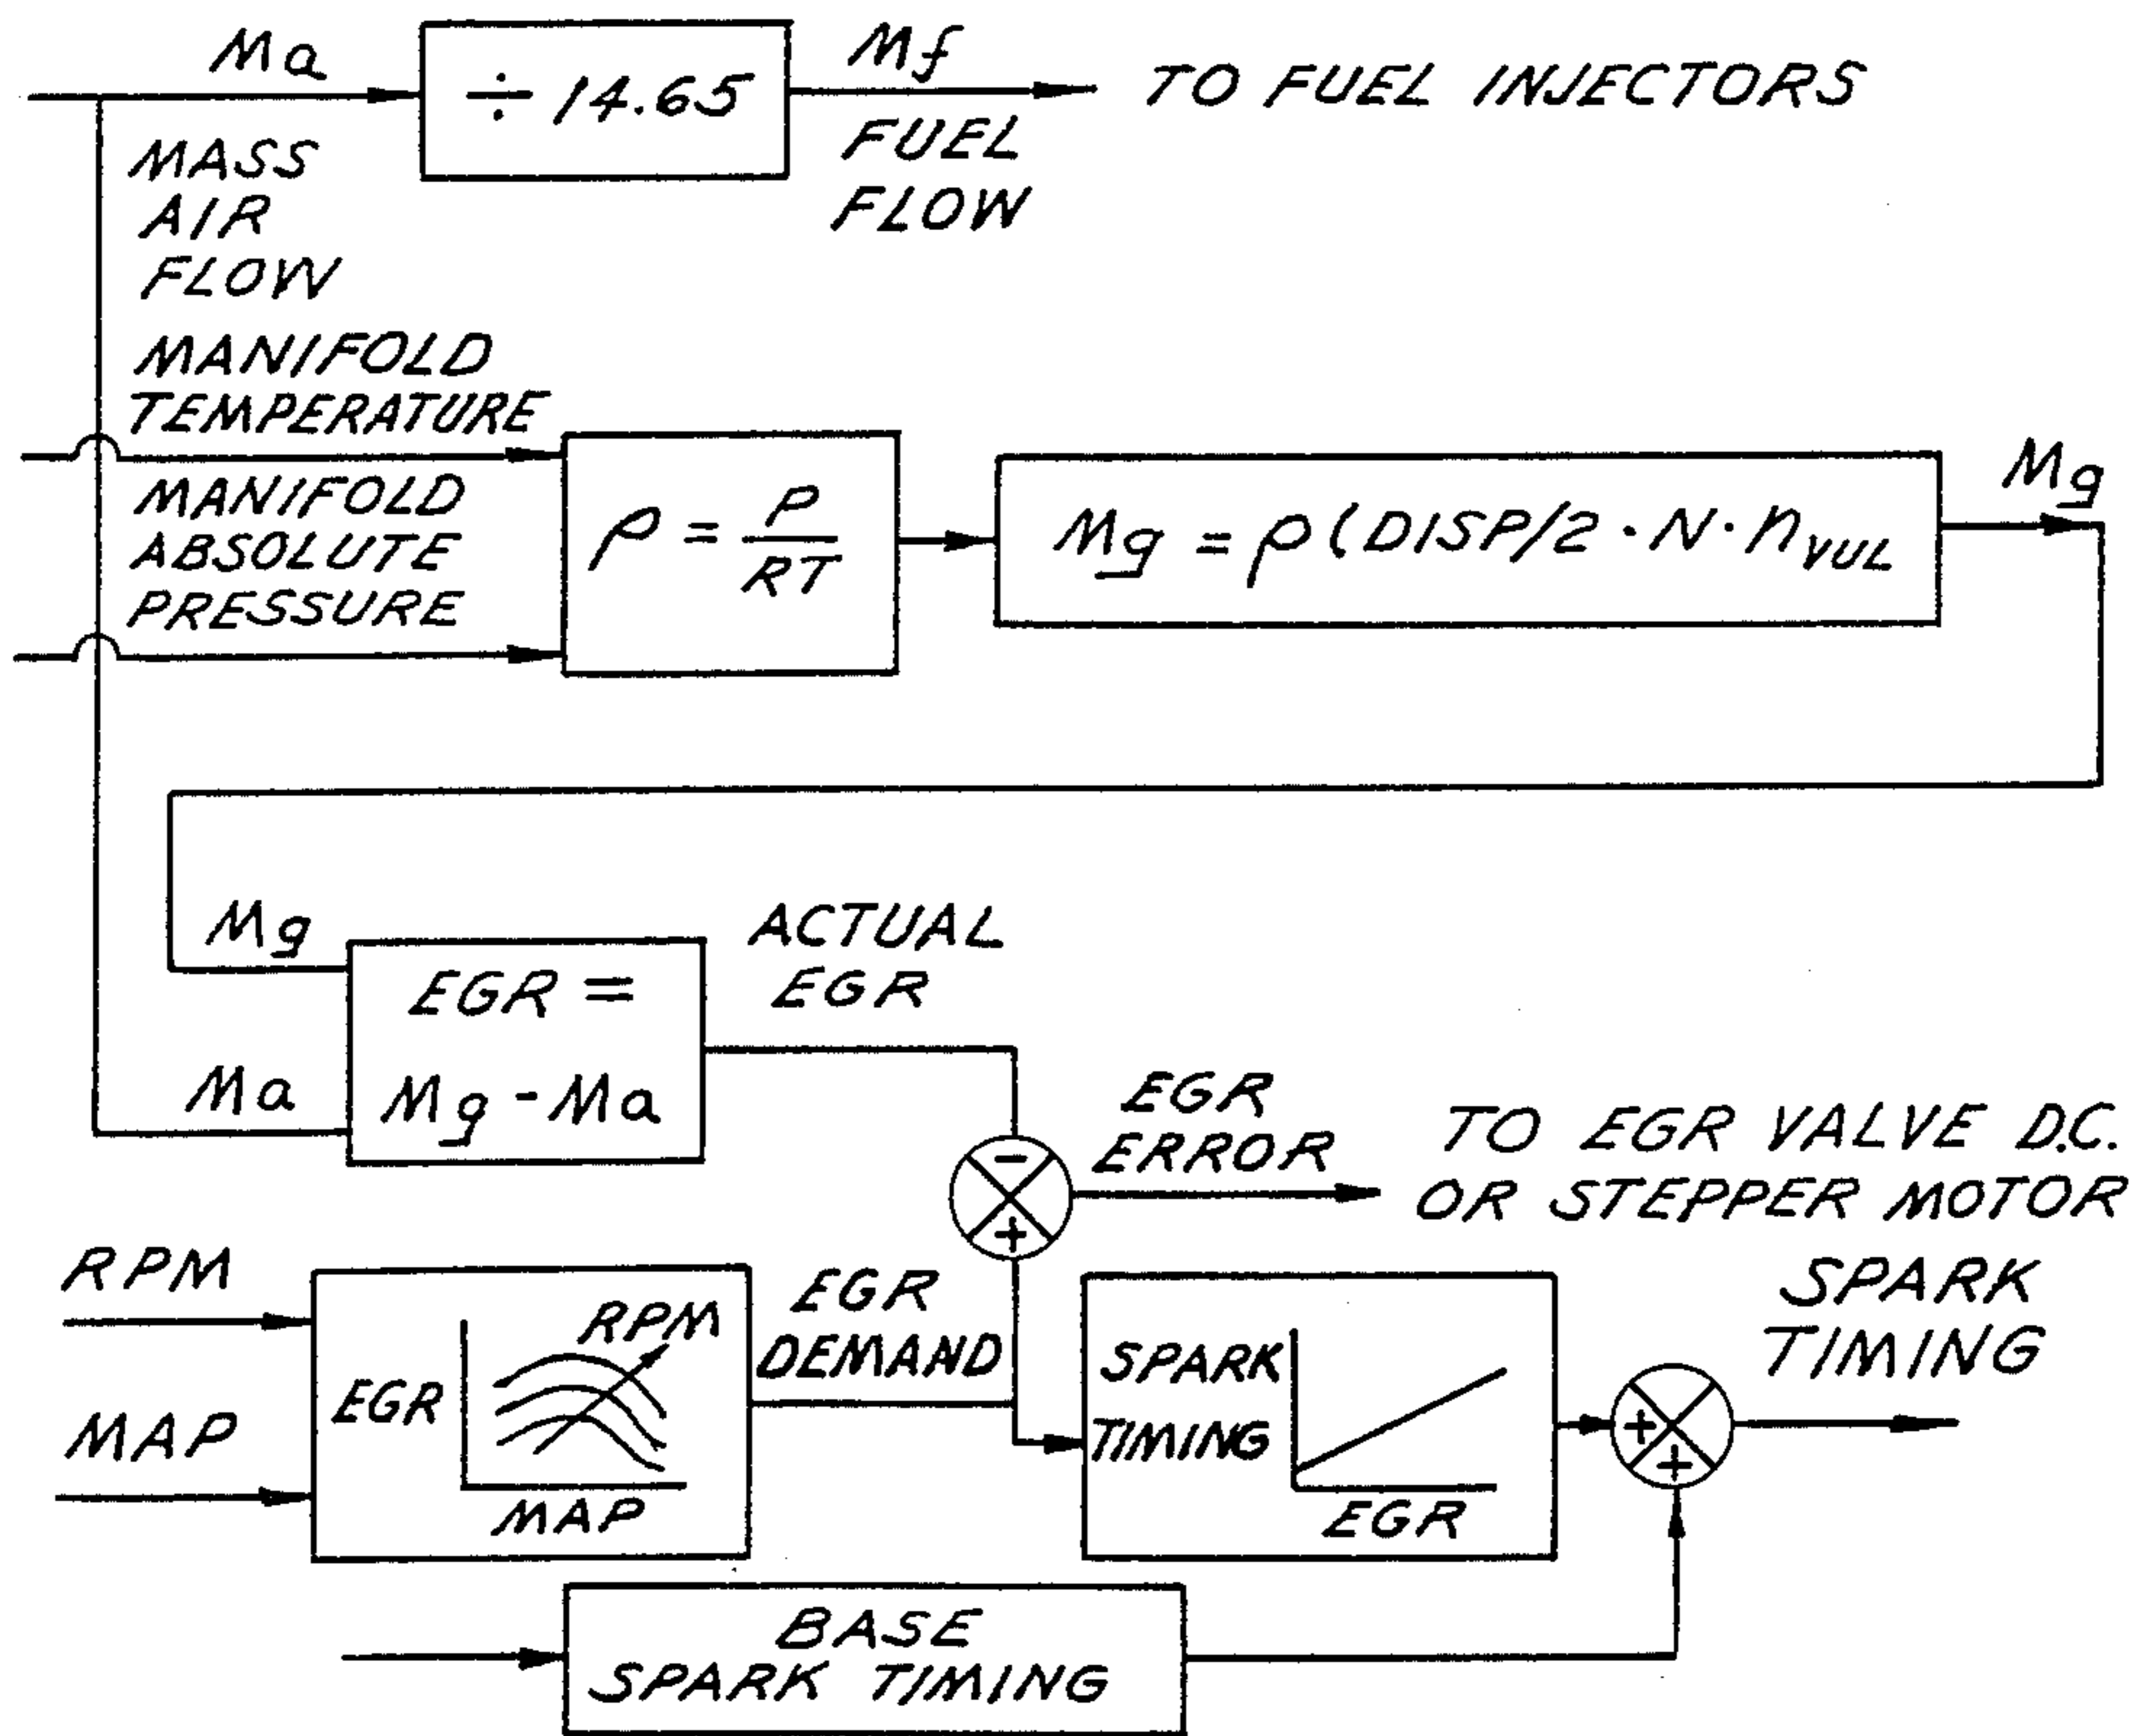 Ma
÷ 14.65
Mf
TO FUEL INJECTORS
MASS
AIR
FLOW
FUEL
FLOW
MANIFOLD
TEMPERATURE
MANIFOLD
ABSOLUTE
PRESSURE
ρ = P/RT
Mg = ρ(DISP/2 · N · nVUL
Mg
Mg
Ma
EGR =
Mg - Ma
ACTUAL
EGR
-
+
EGR
ERROR
TO EGR VALVE D.C.
OR STEPPER MOTOR
RPM
MAP
EGR
RPM
MAP
EGR
DEMAND
SPARK
TIMING
EGR
+
+
SPARK
TIMING
BASE
SPARK TIMING